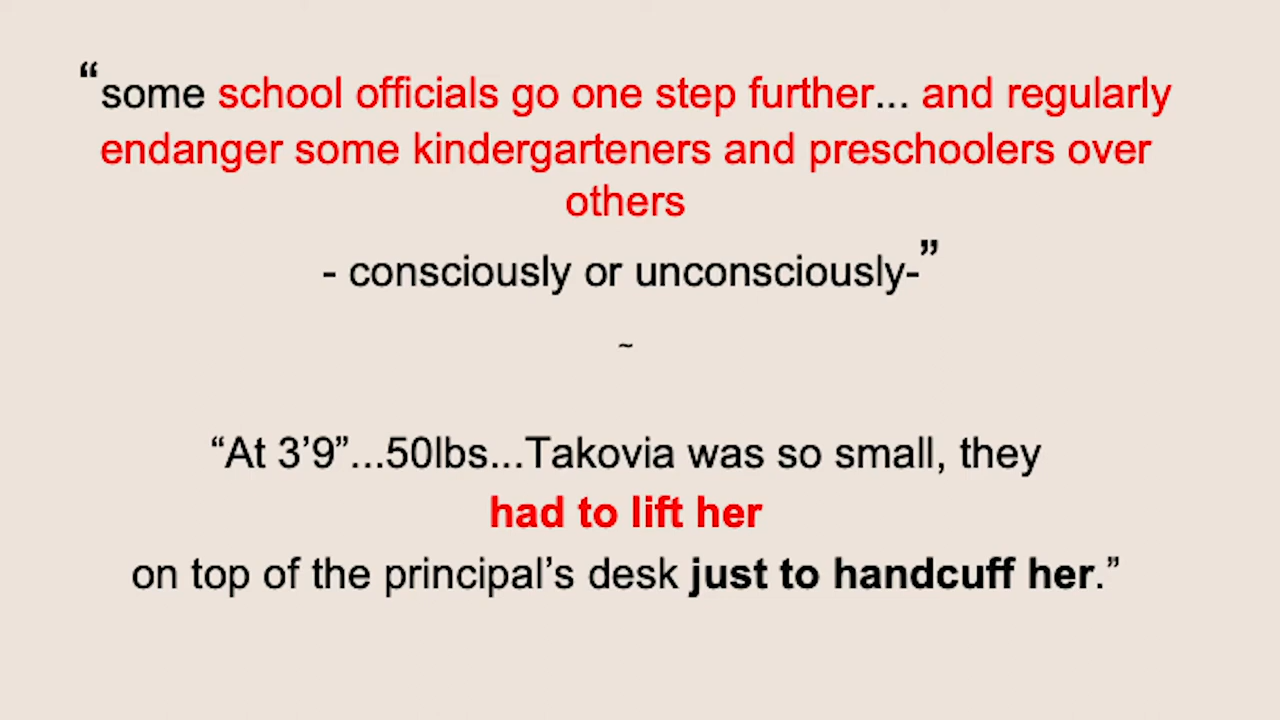 “some school officials go one step further... and regularly
endanger some kindergarteners and preschoolers over
others
- consciously or unconsciously-”
~
“At 3’9”...50lbs...Takovia was so small, they
had to lift her
on top of the principal’s desk just to handcuff her.”